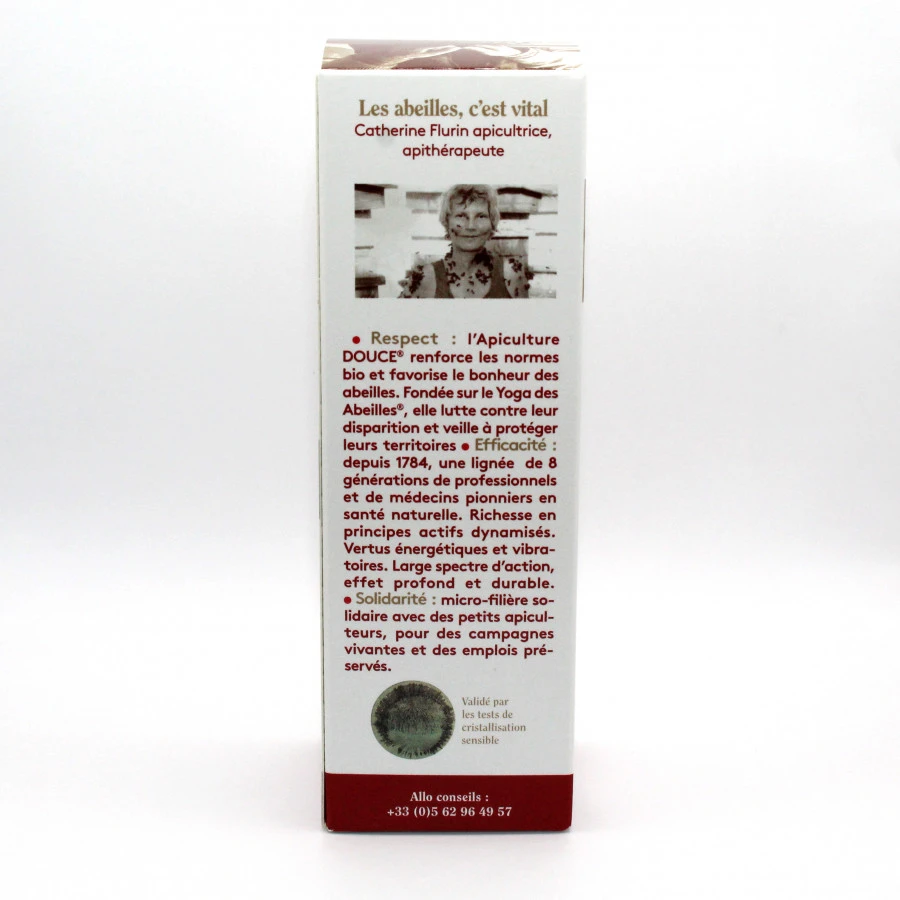 Les abeilles, c'est vital
Catherine Flurin apicultrice,
apithérapeute
• Respect : l'Apiculture
DOUCE® renforce les normes
bio et favorise le bonheur des
abeilles. Fondée sur le Yoga des
Abeilles®, elle lutte contre leur
disparition et veille à protéger
leurs territoires • Efficacité :
depuis 1784, une lignée de 8
générations de professionnels
et de médecins pionniers en
santé naturelle. Richesse en
principes actifs dynamisés.
Vertus énergétiques et vibra-
toires. Large spectre d'action,
effet profond et durable.
• Solidarité : micro-filière so-
lidaire avec des petits apicul-
teurs, pour des campagnes
vivantes et des emplois pré-
servés.
Validé par
les tests de
cristallisation
sensible
Allo conseils :
+33 (0)5 62 96 49 57